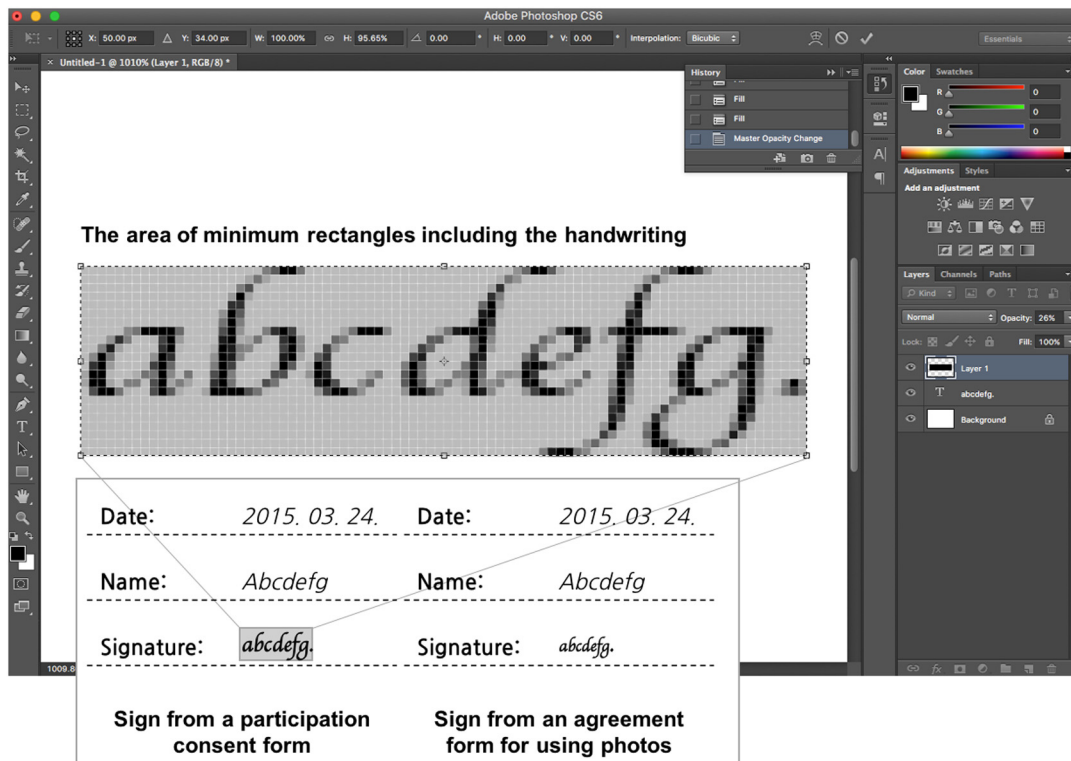 Adobe Photoshop CS6
X: 50.00 px Y: 34.00 px W: 100.00% H: 95.65% 0.00 ° H: 0.00 ° V: 0.00 ° Interpolation: Bicubic Essentials
× Untitled-1 @ 1010% (Layer 1, RGB/8) *
History
Fill
Fill
Master Opacity Change
Color Swatches
R 0
G 0
B 0
Adjustments Styles
Add an adjustment
Layers Channels Paths
Kind
Normal Opacity: 26%
Lock: Fill: 100%
Layer 1
T abcdefg.
Background
The area of minimum rectangles including the handwriting
abcdefg.
Date: 2015. 03. 24. Date: 2015. 03. 24.
Name: Abcdefg Name: Abcdefg
Signature: abcdefg. Signature: abcdefg.
1009.8
Sign from a participation Sign from an agreement
consent form form for using photos